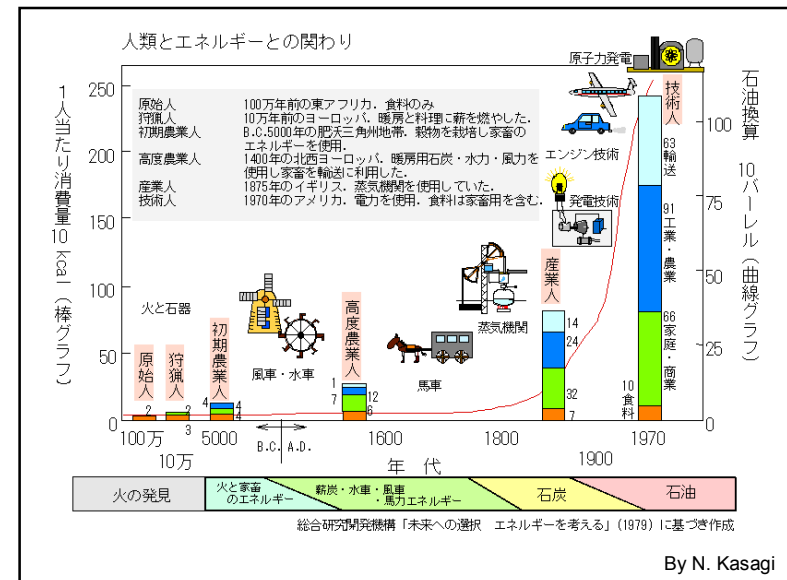 人類とエネルギーとの関わり
原始人 100万年前の東アフリカ．食料のみ
狩猟人 10万年前のヨーロッパ．暖房と料理に薪を燃やした．
初期農業人 B.C.5000年の肥沃三角州地帯．穀物を栽培し家畜の
エネルギーを使用．
高度農業人 1400年の北西ヨーロッパ．暖房用石炭・水力・風力を
使用し家畜を輸送に利用した．
産業人 1875年のイギリス．蒸気機関を使用していた．
技術人 1970年のアメリカ．電力を使用．食料は家畜用を含む．
1人当たり消費量10 kcal（棒グラフ）
250
200
150
100
50
0
石油換算 10バーレル（曲線グラフ）
100
75
50
25
0
原子力発電
エンジン技術
発電技術
蒸気機関
馬車
風車・水車
火と石器
原始人
2
狩猟人
2
3
初期農業人
4
4
4
高度農業人
1
7
12
6
産業人
14
24
32
7
技術人
63
輸送
91
工業・農業
66
家庭・商業
10
食料
100万
10万
5000
B.C.
A.D.
1600
1800
1900
1970
年 代
火の発見
火と家畜
のエネルギー
薪炭・水車・風車
・馬力エネルギー
石炭
石油
総合研究開発機構「未来への選択 エネルギーを考える」(1979) に基づき作成
By N. Kasagi